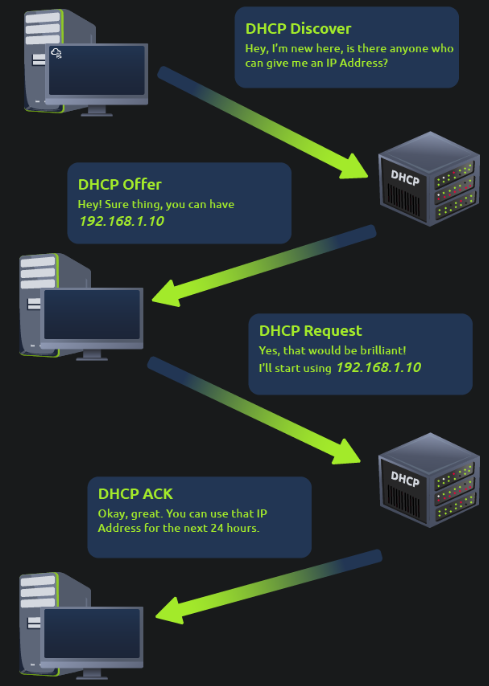 DHCP Discover
Hey, I'm new here, is there anyone who
can give me an IP Address?
DHCP
DHCP Offer
Hey! Sure thing, you can have
192.168.1.10
DHCP Request
Yes, that would be brilliant!
I'll start using 192.168.1.10
DHCP
DHCP ACK
Okay, great. You can use that IP
Address for the next 24 hours.